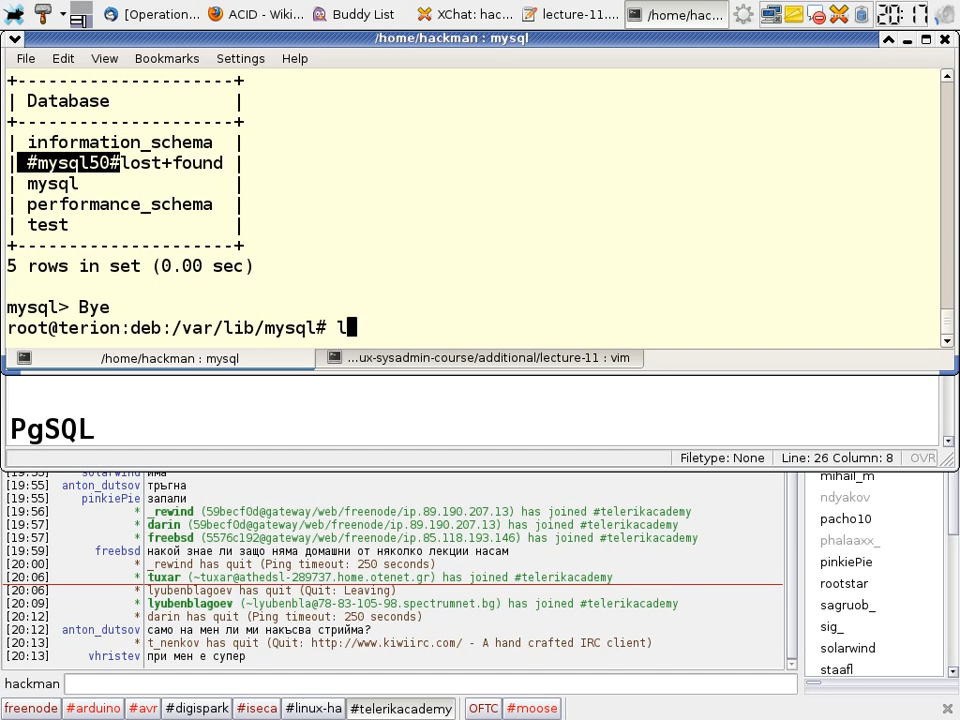 [Operation...
ACID - Wiki...
Buddy List
XChat: hac...
lecture-11....
/home/hac...
20:17
/home/hackman : mysql
File Edit View Bookmarks Settings Help
+---------------------+
| Database            |
+---------------------+
| information_schema  |
| #mysql50#lost+found |
| mysql               |
| performance_schema  |
| test                |
+---------------------+
5 rows in set (0.00 sec)
mysql> Bye
root@terion:deb:/var/lib/mysql# l
/home/hackman : mysql
...ux-sysadmin-course/additional/lecture-11 : vim
PgSQL
Filetype: None Line: 26 Column: 8 OVR
[19:55] solarwind има
[19:55] anton_dutsov тръгна
[19:55] pinkiePie запали
[19:56] * _rewind (59becf0d@gateway/web/freenode/ip.89.190.207.13) has joined #telerikacademy
[19:57] * darin (59becf0d@gateway/web/freenode/ip.89.190.207.13) has joined #telerikacademy
[19:57] * freebsd (5576c192@gateway/web/freenode/ip.85.118.193.146) has joined #telerikacademy
[19:59] freebsd някой знае ли защо няма домашни от няколко лекции насам
[20:00] * _rewind has quit (Ping timeout: 250 seconds)
[20:06] * tuxar (~tuxar@athedsl-289737.home.otenet.gr) has joined #telerikacademy
[20:06] * lyubenblagoev has quit (Quit: Leaving)
[20:09] * lyubenblagoev (~lyubenbla@78-83-105-98.spectrumnet.bg) has joined #telerikacademy
[20:12] * darin has quit (Ping timeout: 250 seconds)
[20:12] anton_dutsov само на мен ли ми накъсва стрийма?
[20:13] * t_nenkov has quit (Quit: http://www.kiwiirc.com/ - A hand crafted IRC client)
[20:13] vhristev при мен е супер
mihail_m
ndyakov
pacho10
phalaaxx_
pinkiePie
rootstar
sagruob_
sig_
solarwind
staafl
hackman
freenode #arduino #avr #digispark #iseca #linux-ha #telerikacademy OFTC #moose